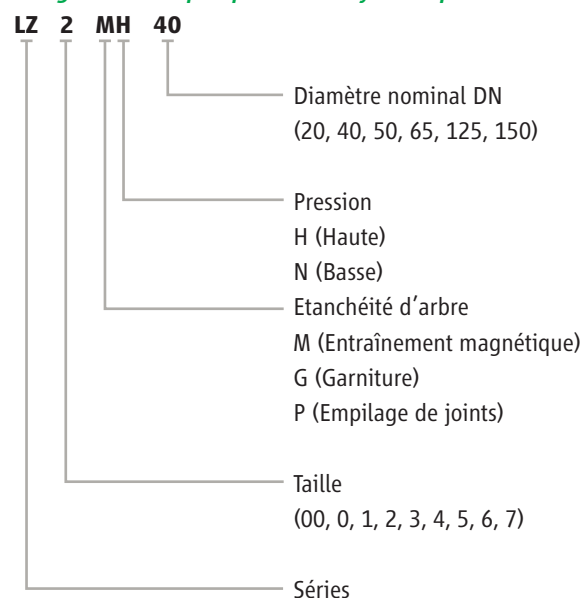 LZ 2 MH 40
Diamètre nominal DN
(20, 40, 50, 65, 125, 150)
Pression
H (Haute)
N (Basse)
Etanchéité d’arbre
M (Entraînement magnétique)
G (Garniture)
P (Empilage de joints)
Taille
(00, 0, 1, 2, 3, 4, 5, 6, 7)
Séries